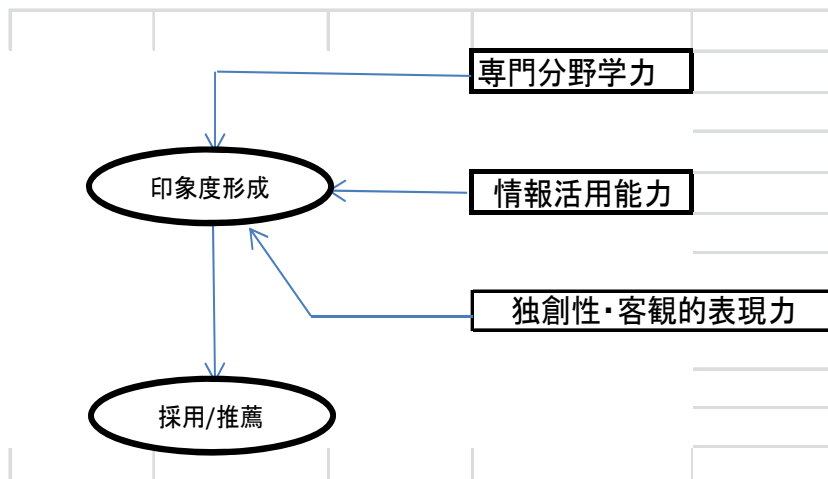 専門分野学力
印象度形成
情報活用能力
独創性・客観的表現力
採用/推薦